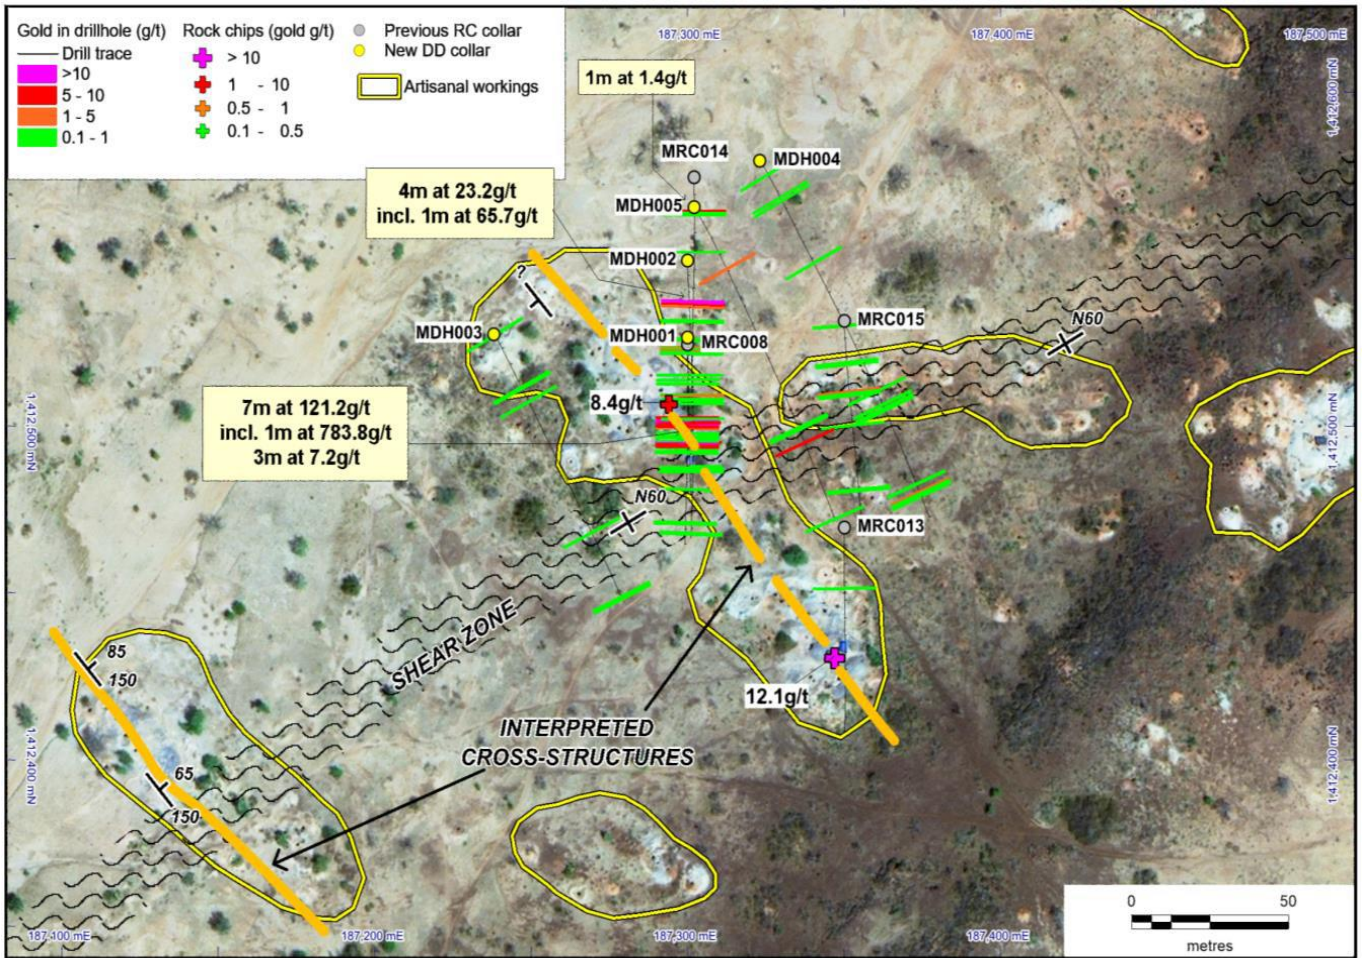 Gold in drillhole (g/t)
Drill trace
>10
5 - 10
1 - 5
0.1 - 1
Rock chips (gold g/t)
> 10
1 - 10
0.5 - 1
0.1 - 0.5
Previous RC collar
New DD collar
Artisanal workings
187,300 mE
187,400 mE
187,500 mE
1,412,600 mN
1m at 1.4g/t
MRC014
MDH004
4m at 23.2g/t
incl. 1m at 65.7g/t
MDH005
MDH002
?
MDH003
MDH001
MRC008
MRC015
N60
8.4g/t
7m at 121.2g/t
incl. 1m at 783.8g/t
3m at 7.2g/t
1,412,500 mN
1,412,500 mN
N60
MRC013
SHEAR ZONE
85
150
12.1g/t
INTERPRETED
CROSS-STRUCTURES
65
150
1,412,400 mN
1,412,400 mN
0 50
metres
187,100 mE
187,200 mE
187,300 mE
187,400 mE